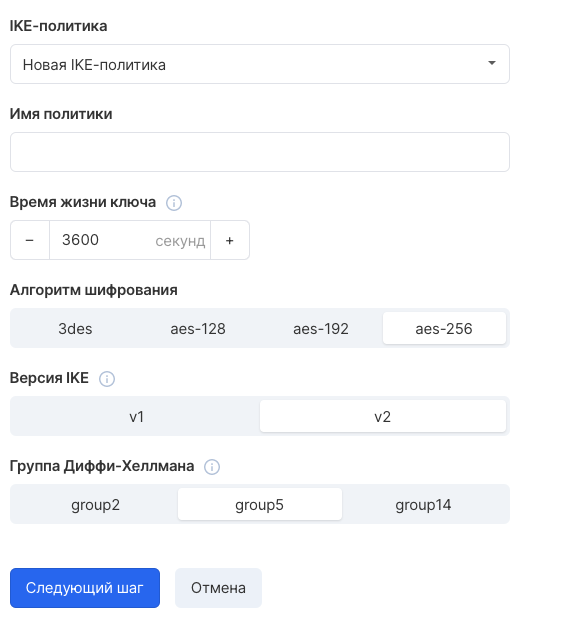 IKE-политика
Новая IKE-политика
Имя политики
Время жизни ключа
− 3600 секунд +
Алгоритм шифрования
3des aes-128 aes-192 aes-256
Версия IKE
v1 v2
Группа Диффи-Хеллмана
group2 group5 group14
Следующий шаг Отмена